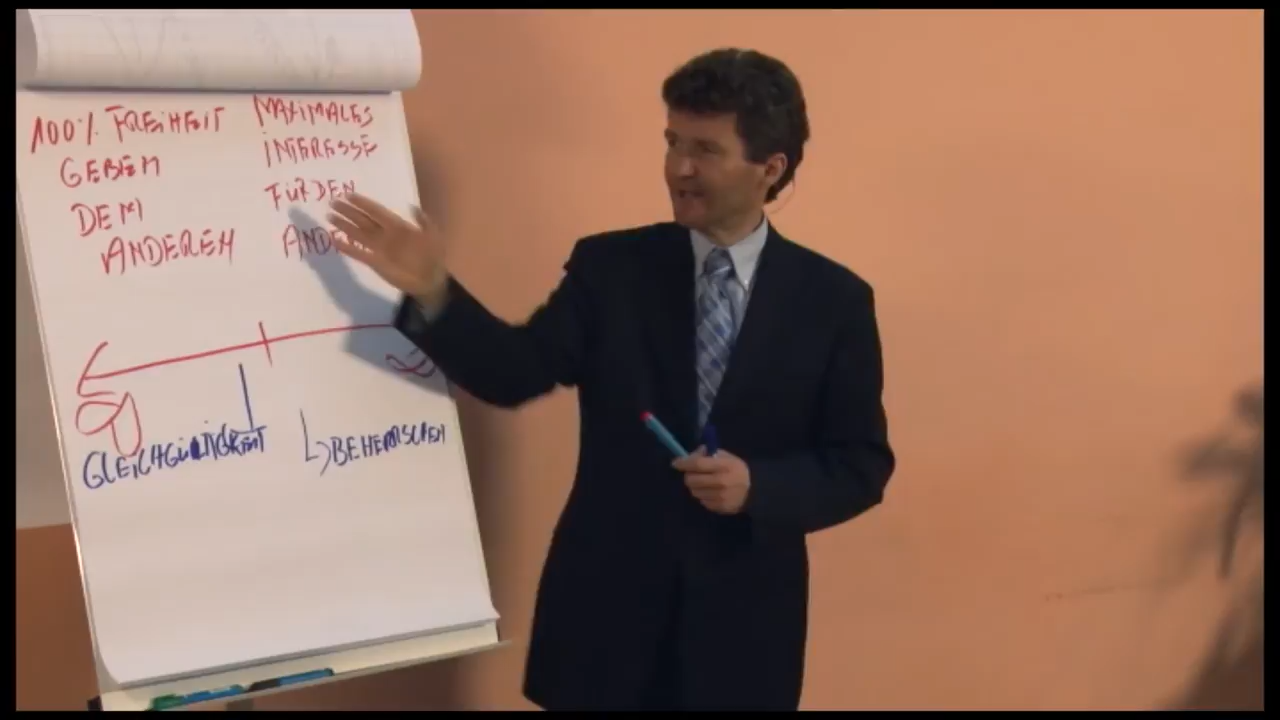 100% FREIHEIT
GEBEN
DEM
ANDEREN
MAXIMALES
INTERESSE
FÜR DEN
GLEICHGÜLTIGKEIT
BEHERRSCHEN